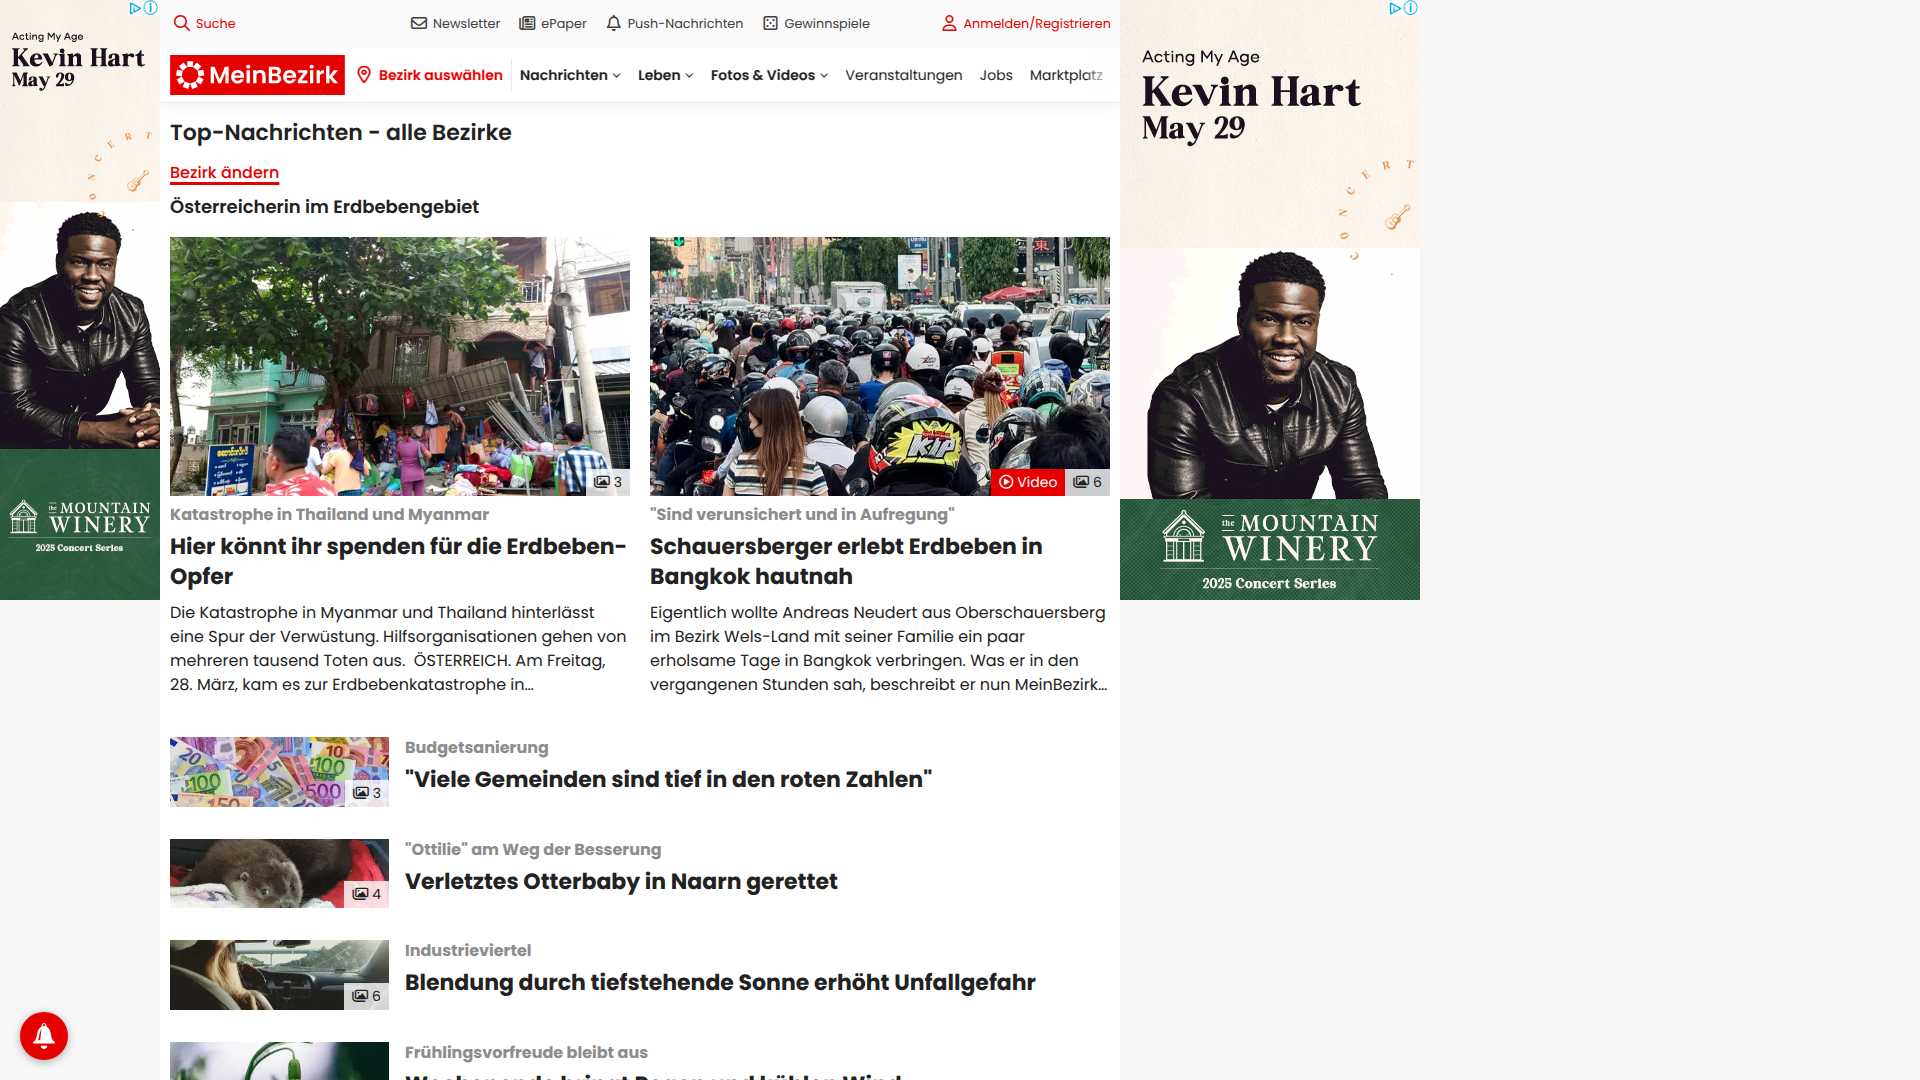 Acting My Age
Kevin Hart
May 29
CONCERT
the MOUNTAIN
WINERY
2025 Concert Series
Suche
Newsletter
ePaper
Push-Nachrichten
Gewinnspiele
Anmelden/Registrieren
MeinBezirk
Bezirk auswählen
Nachrichten
Leben
Fotos & Videos
Veranstaltungen
Jobs
Marktplatz
Top-Nachrichten - alle Bezirke
Bezirk ändern
Österreicherin im Erdbebengebiet
3
KiP
Video
6
Katastrophe in Thailand und Myanmar
Hier könnt ihr spenden für die Erdbeben-
Opfer
Die Katastrophe in Myanmar und Thailand hinterlässt
eine Spur der Verwüstung. Hilfsorganisationen gehen von
mehreren tausend Toten aus. ÖSTERREICH. Am Freitag,
28. März, kam es zur Erdbebenkatastrophe in...
"Sind verunsichert und in Aufregung"
Schauersberger erlebt Erdbeben in
Bangkok hautnah
Eigentlich wollte Andreas Neudert aus Oberschauersberg
im Bezirk Wels-Land mit seiner Familie ein paar
erholsame Tage in Bangkok verbringen. Was er in den
vergangenen Stunden sah, beschreibt er nun MeinBezirk...
3
Budgetsanierung
"Viele Gemeinden sind tief in den roten Zahlen"
4
"Ottilie" am Weg der Besserung
Verletztes Otterbaby in Naarn gerettet
6
Industrieviertel
Blendung durch tiefstehende Sonne erhöht Unfallgefahr
Frühlingsvorfreude bleibt aus
Wochenende bringt Regen und kühlen Wind
Acting My Age
Kevin Hart
May 29
CONCERT
the MOUNTAIN
WINERY
2025 Concert Series